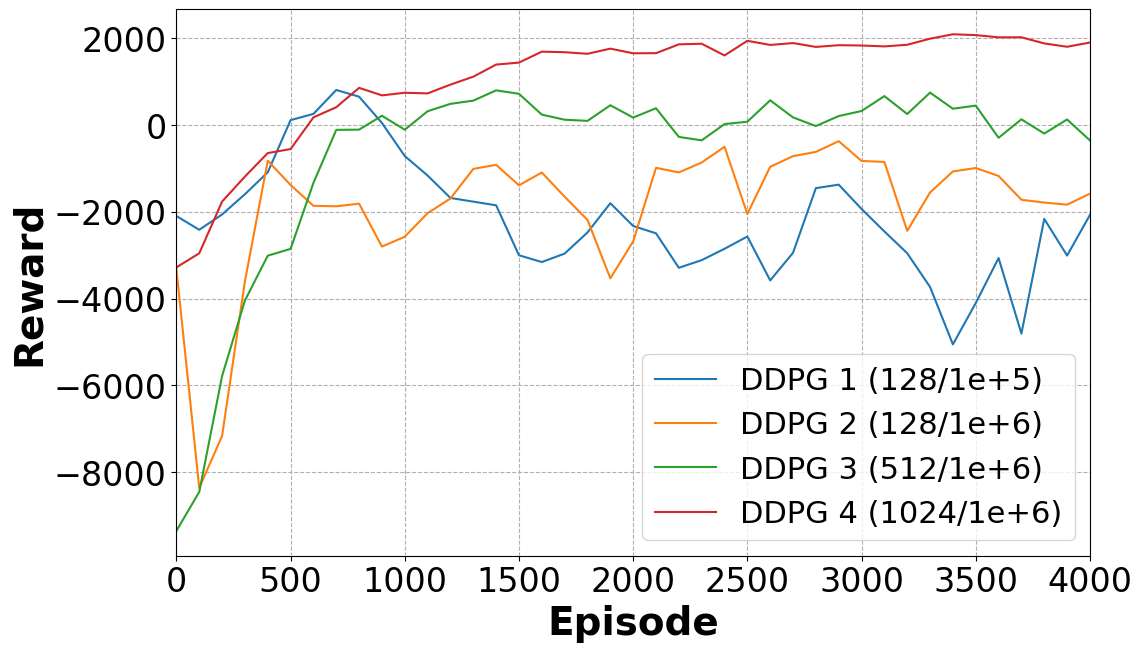 2000
0
−2000
−4000
−6000
−8000
Reward
DDPG 1 (128/1e+5)
DDPG 2 (128/1e+6)
DDPG 3 (512/1e+6)
DDPG 4 (1024/1e+6)
0 500 1000 1500 2000 2500 3000 3500 4000
Episode